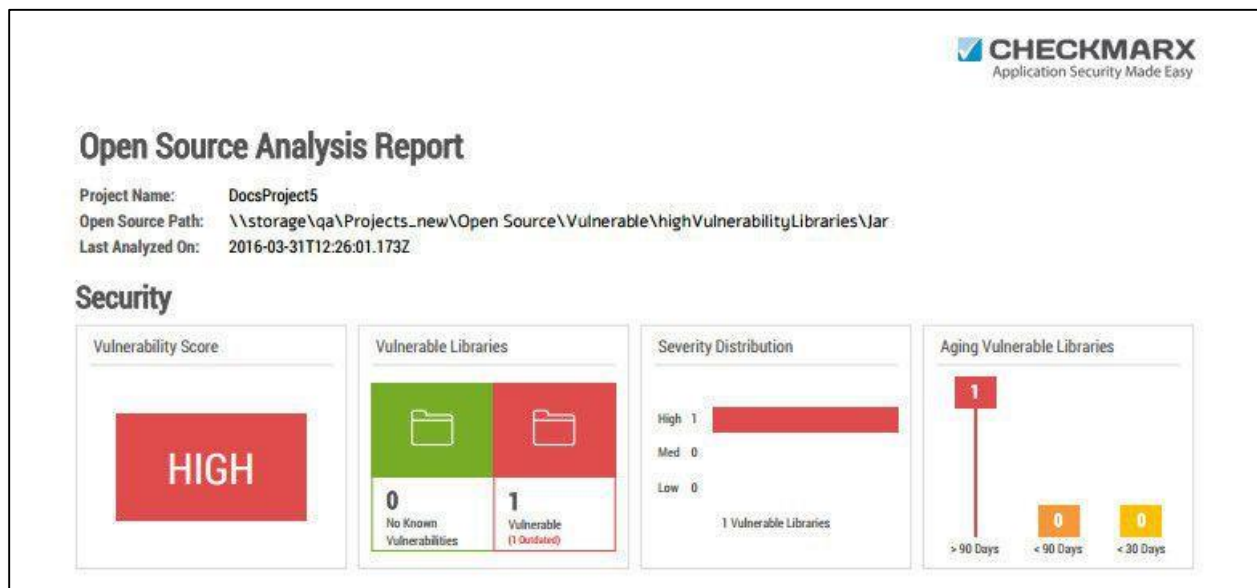 CHECKMARX
Application Security Made Easy
Open Source Analysis Report
Project Name: DocsProject5
Open Source Path: \\storage\qa\Projects_new\Open Source\Vulnerable\highVulnerabilityLibraries\Jar
Last Analyzed On: 2016-03-31T12:26:01.173Z
Security
Vulnerability Score
HIGH
Vulnerable Libraries
0
No Known
Vulnerabilities
1
Vulnerable
(1 Outdated)
Severity Distribution
High 1
Med 0
Low 0
1 Vulnerable Libraries
Aging Vulnerable Libraries
1
> 90 Days
0
< 90 Days
0
< 30 Days